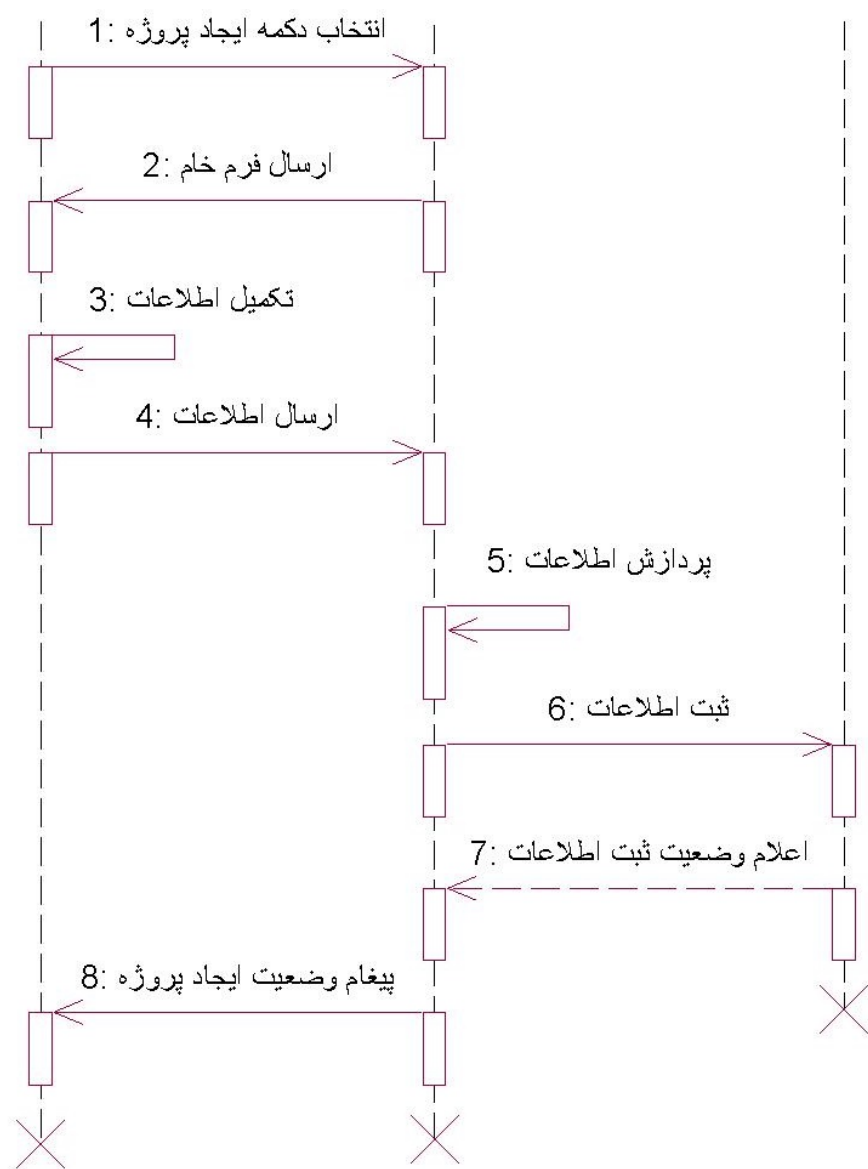 1: انتخاب دکمه ایجاد پروژه
2: ارسال فرم خام
3: تکمیل اطلاعات
4: ارسال اطلاعات
5: پردازش اطلاعات
6: ثبت اطلاعات
7: اعلام وضعیت ثبت اطلاعات
8: پیغام وضعیت ایجاد پروژه